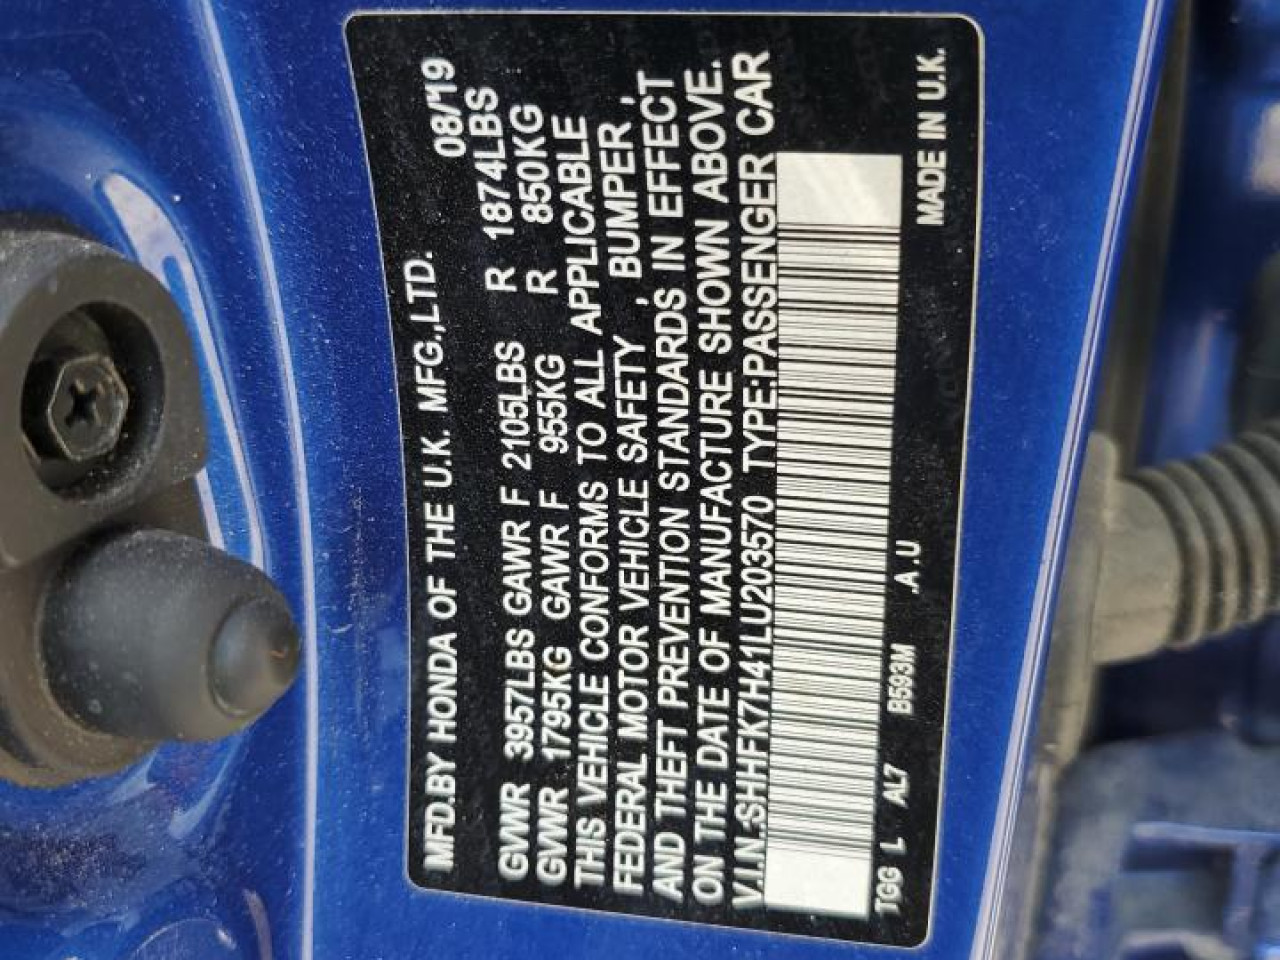 MFD.BY HONDA OF THE U.K. MFG.,LTD. 08/'19
GVWR 3957LBS GAWR F 2105LBS R 1874LBS
GVWR 1795KG GAWR F 955KG R 850KG
THIS VEHICLE CONFORMS TO ALL APPLICABLE
FEDERAL MOTOR VEHICLE SAFETY , BUMPER ,
AND THEFT PREVENTION STANDARDS IN EFFECT
ON THE DATE OF MANUFACTURE SHOWN ABOVE.
V.I.N.:SHHFK7H41LU203570 TYPE:PASSENGER CAR
TGG L AL7 B593M .A.U MADE IN U.K.